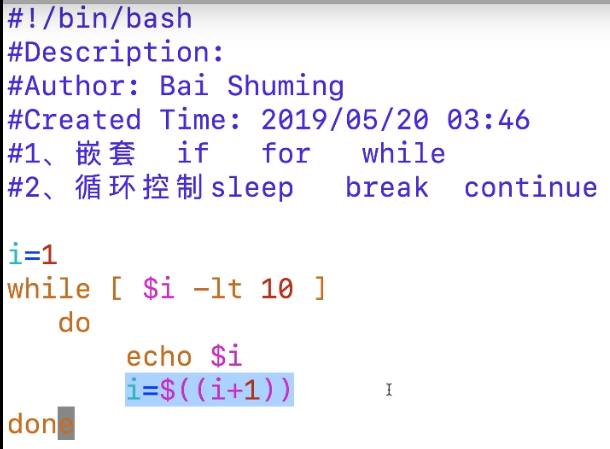 #!/bin/bash
#Description:
#Author: Bai Shuming
#Created Time: 2019/05/20 03:46
#1、嵌套  if   for   while
#2、循环控制sleep   break  continue
i=1
while [ $i -lt 10 ]
   do
       echo $i
       i=$((i+1))
done